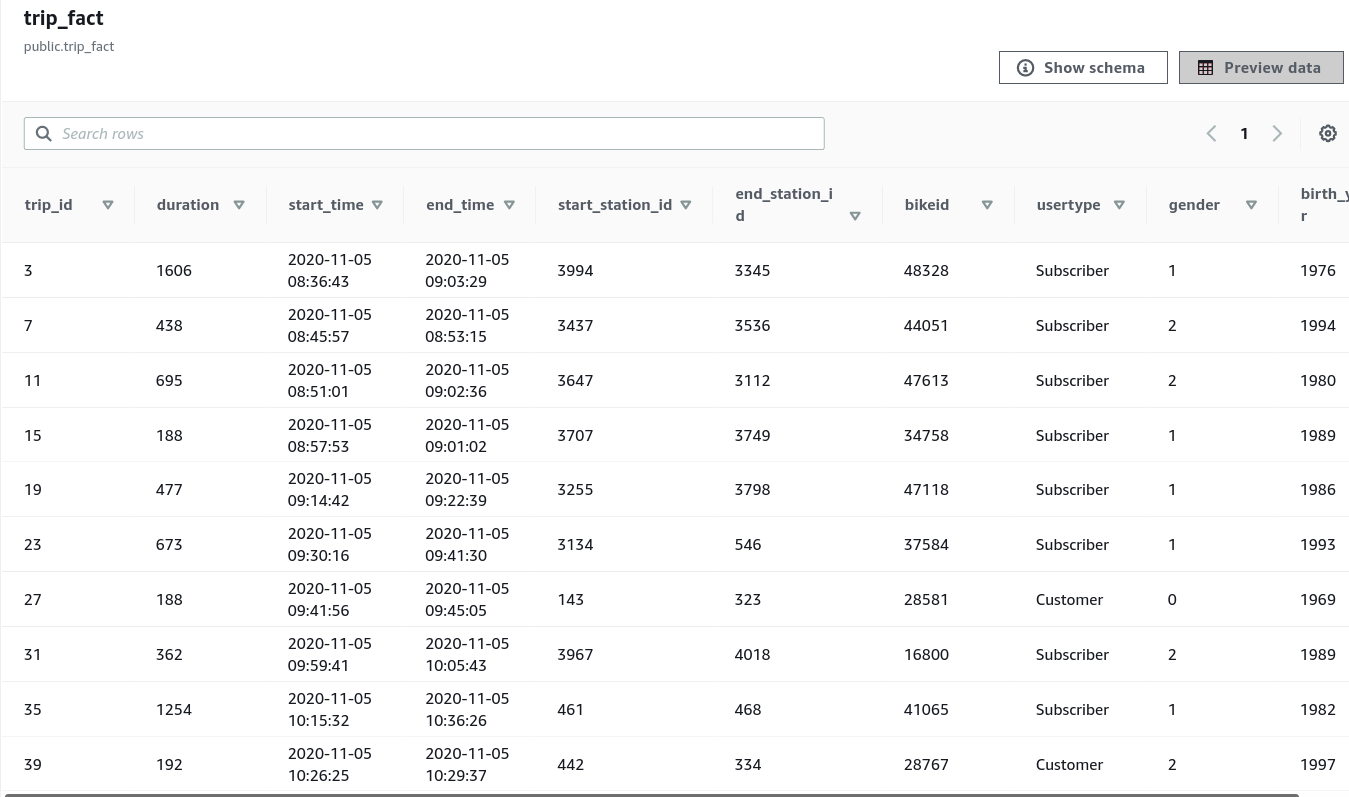 trip_fact
public.trip_fact
Show schema Preview data
Search rows 1
trip_id duration start_time end_time start_station_id end_station_i
d bikeid usertype gender birth_y
r
3 1606 2020-11-05 08:36:43 2020-11-05 09:03:29 3994 3345 48328 Subscriber 1 1976
7 438 2020-11-05 08:45:57 2020-11-05 08:53:15 3437 3536 44051 Subscriber 2 1994
11 695 2020-11-05 08:51:01 2020-11-05 09:02:36 3647 3112 47613 Subscriber 2 1980
15 188 2020-11-05 08:57:53 2020-11-05 09:01:02 3707 3749 34758 Subscriber 1 1989
19 477 2020-11-05 09:14:42 2020-11-05 09:22:39 3255 3798 47118 Subscriber 1 1986
23 673 2020-11-05 09:30:16 2020-11-05 09:41:30 3134 546 37584 Subscriber 1 1993
27 188 2020-11-05 09:41:56 2020-11-05 09:45:05 143 323 28581 Customer 0 1969
31 362 2020-11-05 09:59:41 2020-11-05 10:05:43 3967 4018 16800 Subscriber 2 1989
35 1254 2020-11-05 10:15:32 2020-11-05 10:36:26 461 468 41065 Subscriber 1 1982
39 192 2020-11-05 10:26:25 2020-11-05 10:29:37 442 334 28767 Customer 2 1997